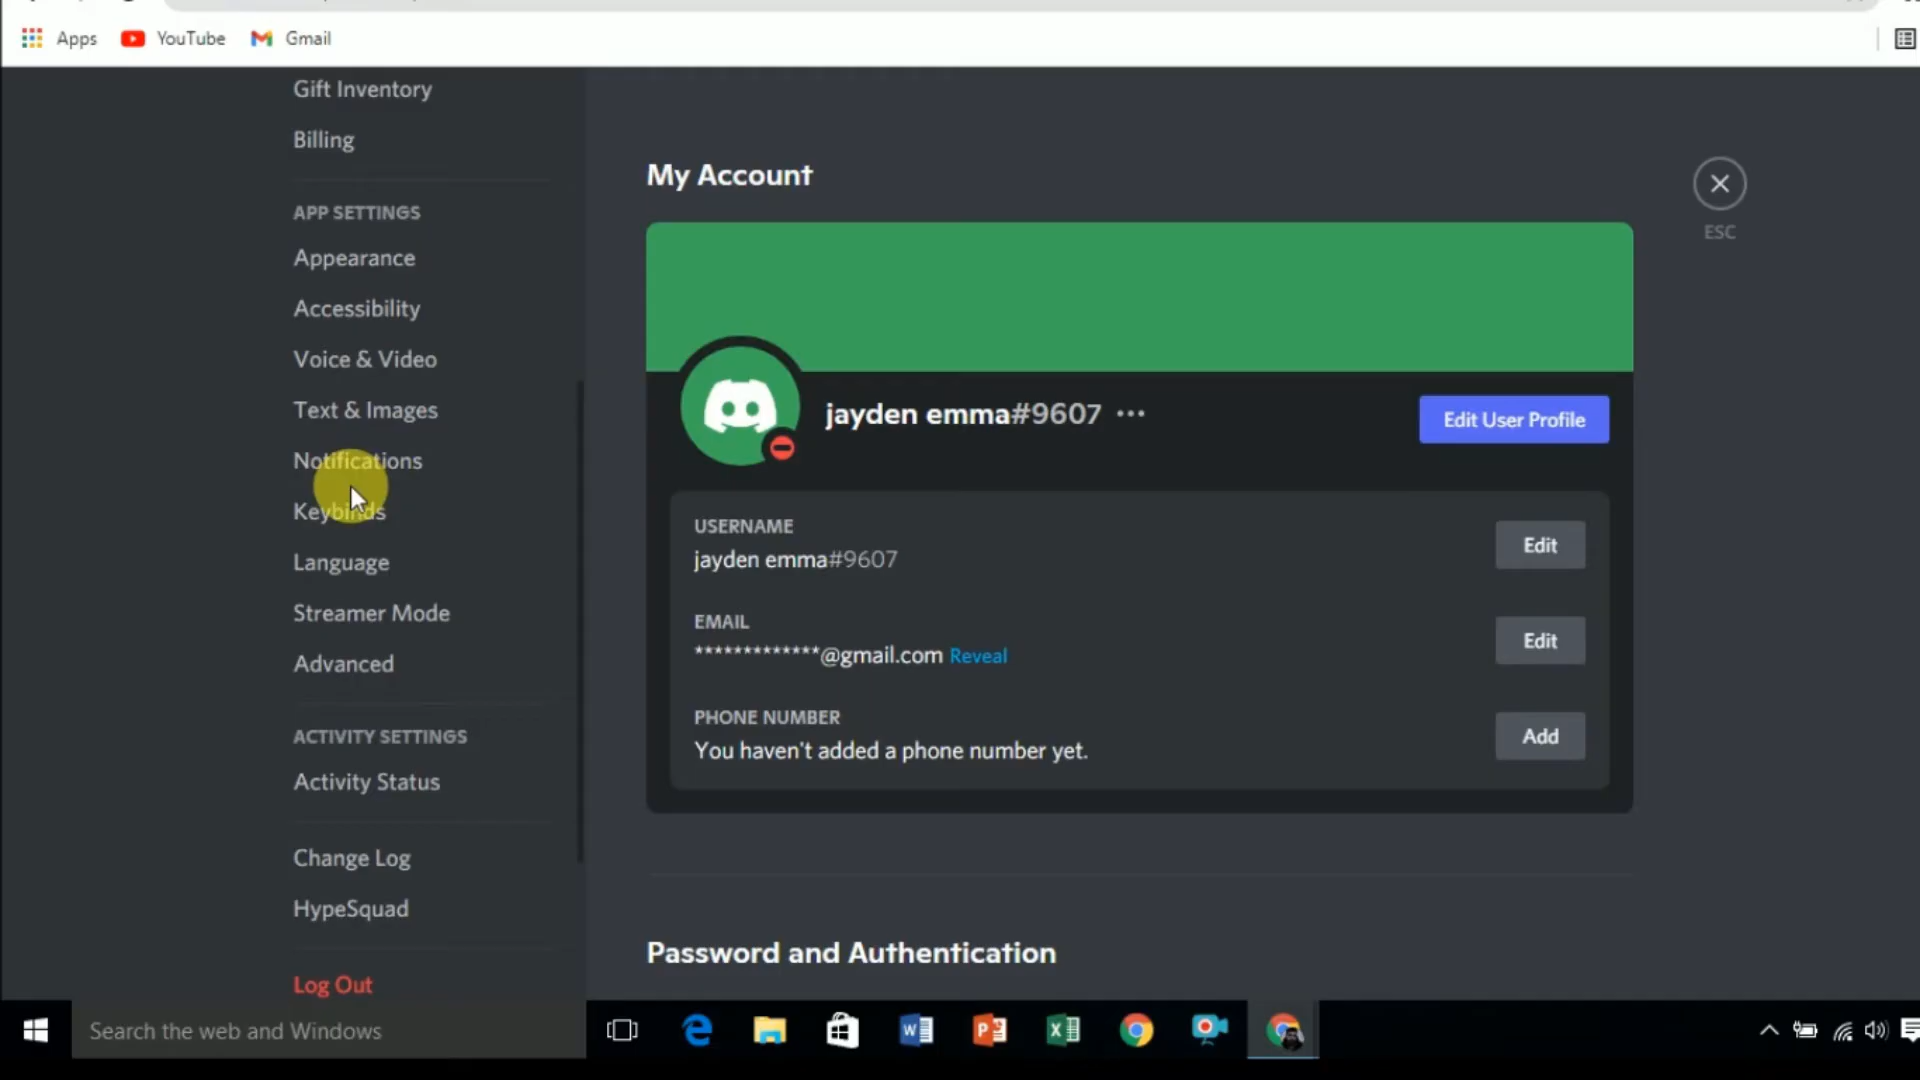 Apps YouTube Gmail
Gift Inventory
Billing
APP SETTINGS
Appearance
Accessibility
Voice & Video
Text & Images
Notifications
Keybinds
Language
Streamer Mode
Advanced
ACTIVITY SETTINGS
Activity Status
Change Log
HypeSquad
Log Out
My Account
ESC
jayden emma#9607
Edit User Profile
USERNAME
jayden emma#9607
Edit
EMAIL
*************@gmail.com Reveal
Edit
PHONE NUMBER
You haven't added a phone number yet.
Add
Password and Authentication
Search the web and Windows